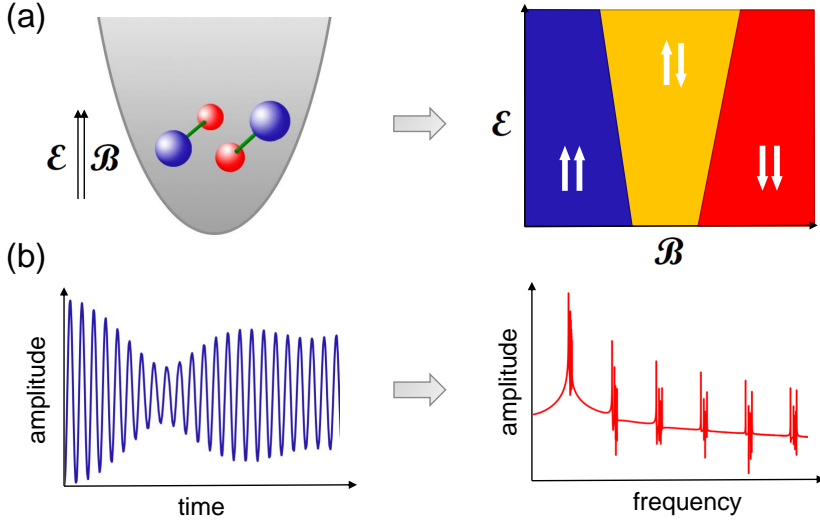 (a)
ℰ ℬ
ℰ
ℬ
(b)
amplitude
time
amplitude
frequency